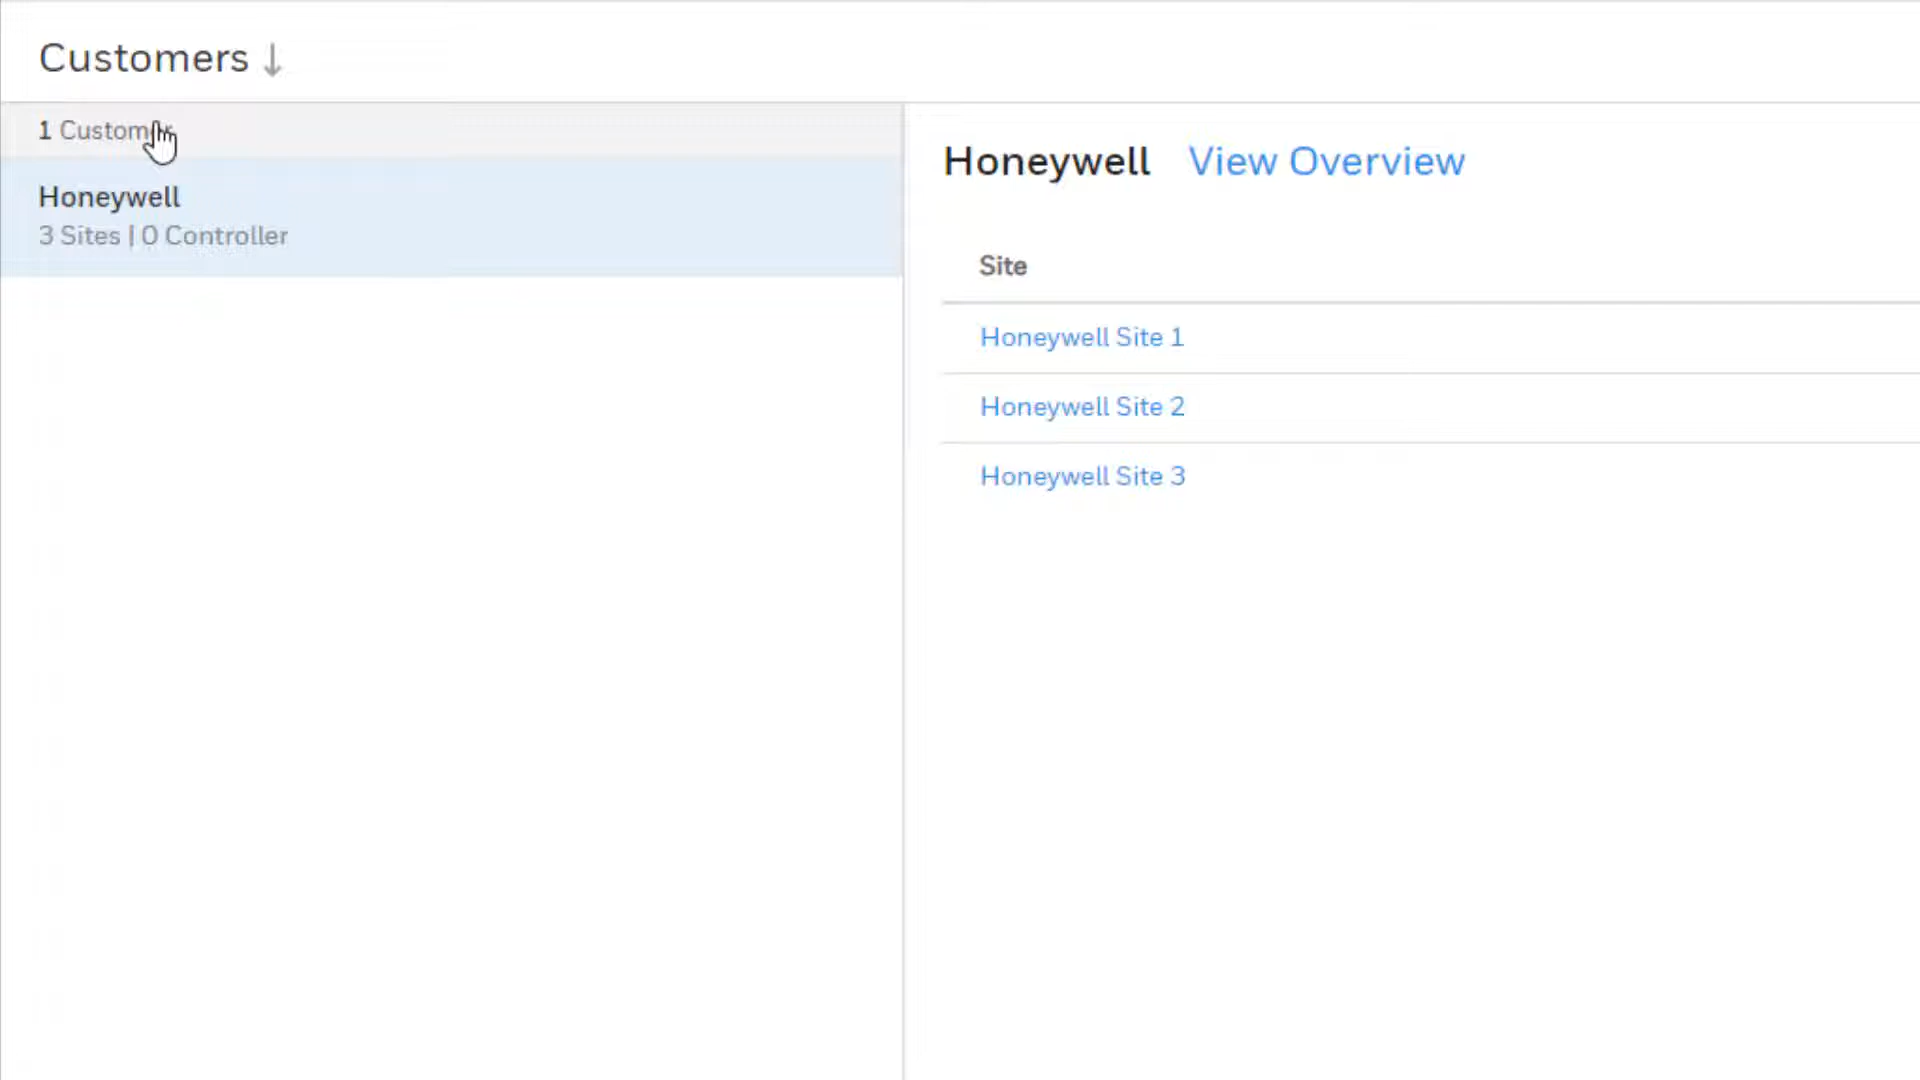 Customers
1 Customer
Honeywell
3 Sites | 0 Controller
Honeywell View Overview
Site
Honeywell Site 1
Honeywell Site 2
Honeywell Site 3